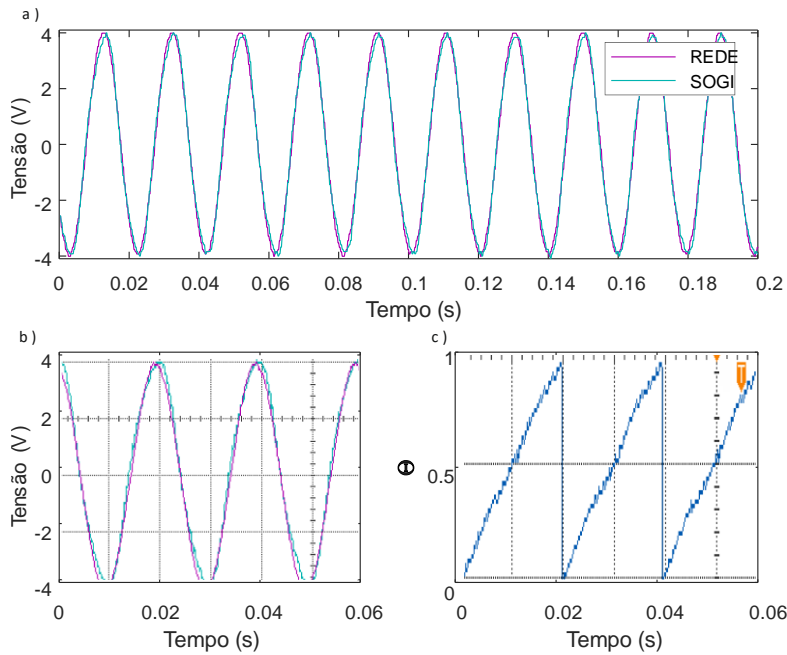 a )
4
2
0
-2
-4
Tensão (V)
REDE
SOGI
0 0.02 0.04 0.06 0.08 0.1 0.12 0.14 0.16 0.18 0.2
Tempo (s)
b )
4
2
0
-2
-4
Tensão (V)
0 0.02 0.04 0.06
Tempo (s)
c )
1
0.5
0
Θ
T
0 0.02 0.04 0.06
Tempo (s)